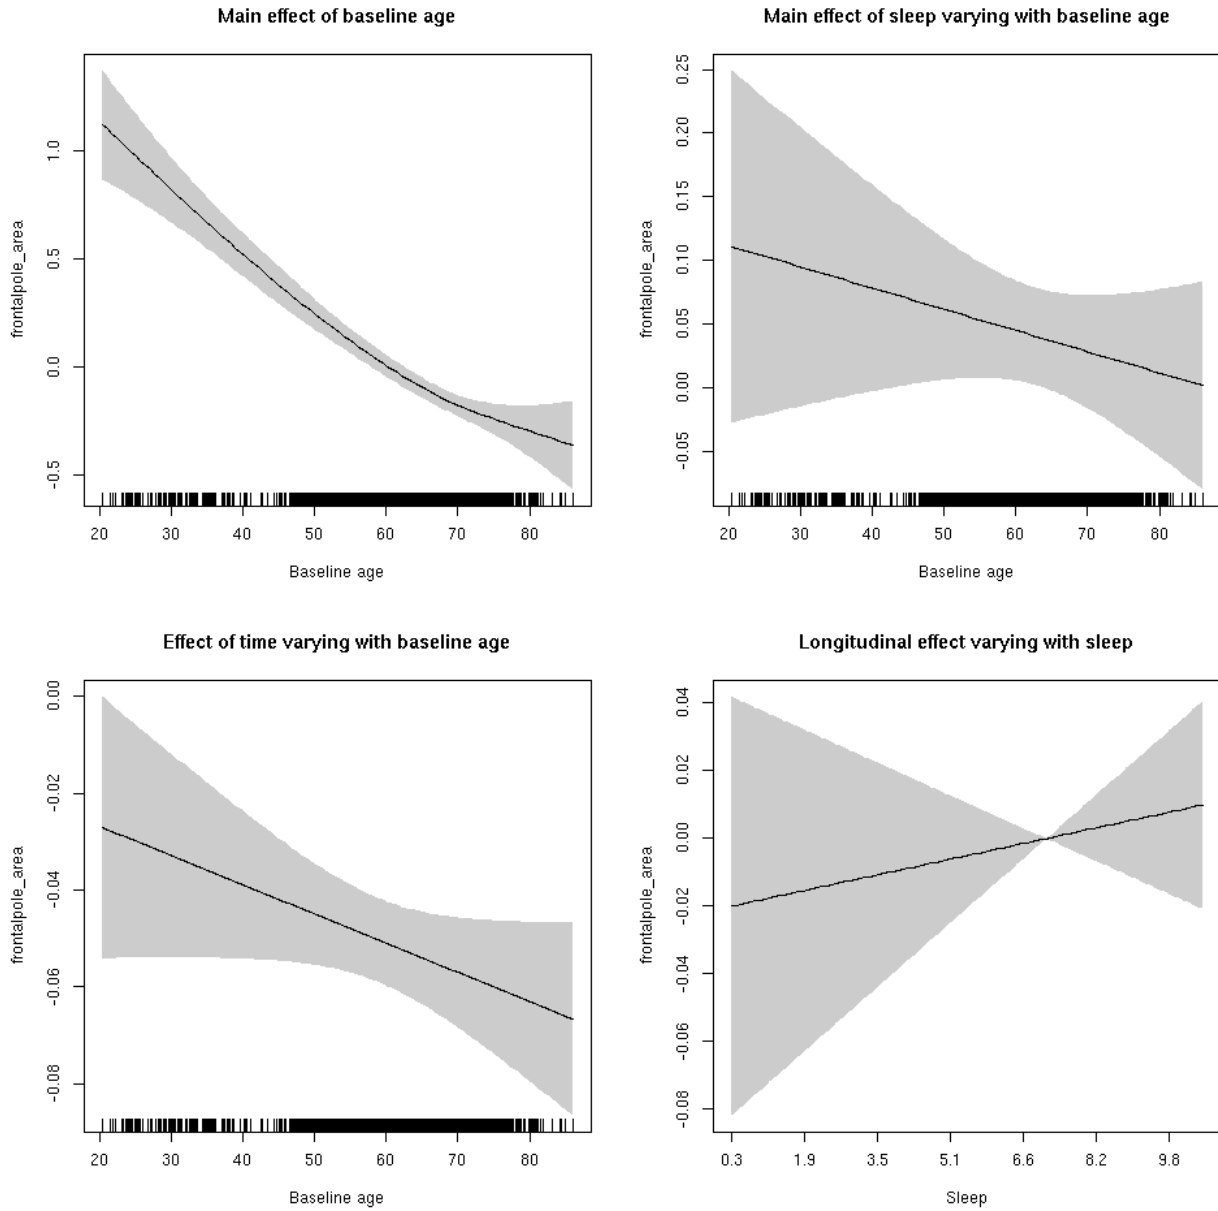 Main effect of baseline age
frontalpole_area
1.0
0.5
0.0
-0.5
20 30 40 50 60 70 80
Baseline age
Main effect of sleep varying with baseline age
frontalpole_area
0.25
0.20
0.15
0.10
0.05
0.00
-0.05
20 30 40 50 60 70 80
Baseline age
Effect of time varying with baseline age
frontalpole_area
0.00
-0.02
-0.04
-0.06
-0.08
20 30 40 50 60 70 80
Baseline age
Longitudinal effect varying with sleep
frontalpole_area
0.04
0.02
0.00
-0.02
-0.04
-0.06
-0.08
0.3 1.9 3.5 5.1 6.6 8.2 9.8
Sleep